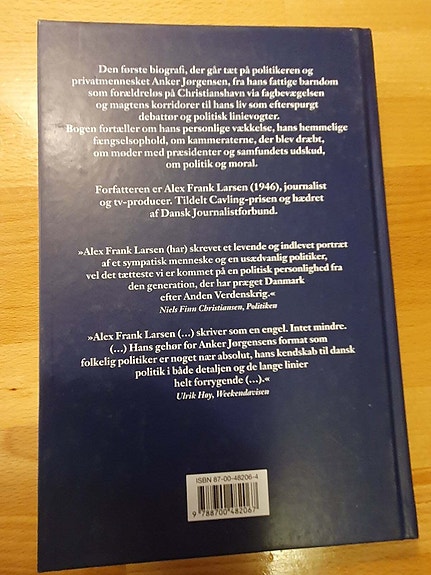 Den første biografi, der går tæt på politikeren og
privatmennesket Anker Jørgensen, fra hans fattige barndom
som forældreløs på Christianshavn via fagbevægelsen
og magtens korridorer til hans liv som efterspurgt
debattør og politisk linievogter.
Bogen fortæller om hans personlige vækkelse, hans hemmelige
fængselsophold, om kammeraterne, der blev dræbt,
om møder med præsidenter og samfundets udskud,
om politik og moral.
Forfatteren er Alex Frank Larsen (1946), journalist
og tv-producer. Tildelt Cavling-prisen og hædret
af Dansk Journalistforbund.
»Alex Frank Larsen (har) skrevet et levende og indlevet portræt
af et sympatisk menneske og en usædvanlig politiker,
vel det tætteste vi er kommet på en politisk personlighed fra
den generation, der har præget Danmark
efter Anden Verdenskrig.«
Niels Finn Christiansen, Politiken
»Alex Frank Larsen (...) skriver som en engel. Intet mindre.
(...) Hans gehør for Anker Jørgensens format som
folkelig politiker er noget nær absolut, hans kendskab til dansk
politik i både detaljen og de lange linier
helt forrygende (...).«
Ulrik Høy, Weekendavisen
ISBN 87-00-48206-4
9 788700 482067